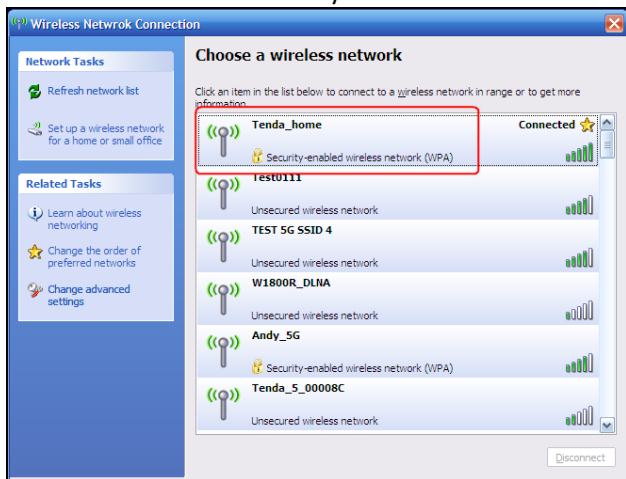 Wireless Netwrok Connection
Network Tasks
Refresh network list
Set up a wireless network
for a home or small office
Related Tasks
Learn about wireless
networking
Change the order of
preferred networks
Change advanced
settings
Choose a wireless network
Click an item in the list below to connect to a wireless network in range or to get more
information.
Tenda_home Connected
Security-enabled wireless network (WPA)
Test0111
Unsecured wireless network
TEST 5G SSID 4
Unsecured wireless network
W1800R_DLNA
Unsecured wireless network
Andy_5G
Security-enabled wireless network (WPA)
Tenda_5_00008C
Unsecured wireless network
Disconnect